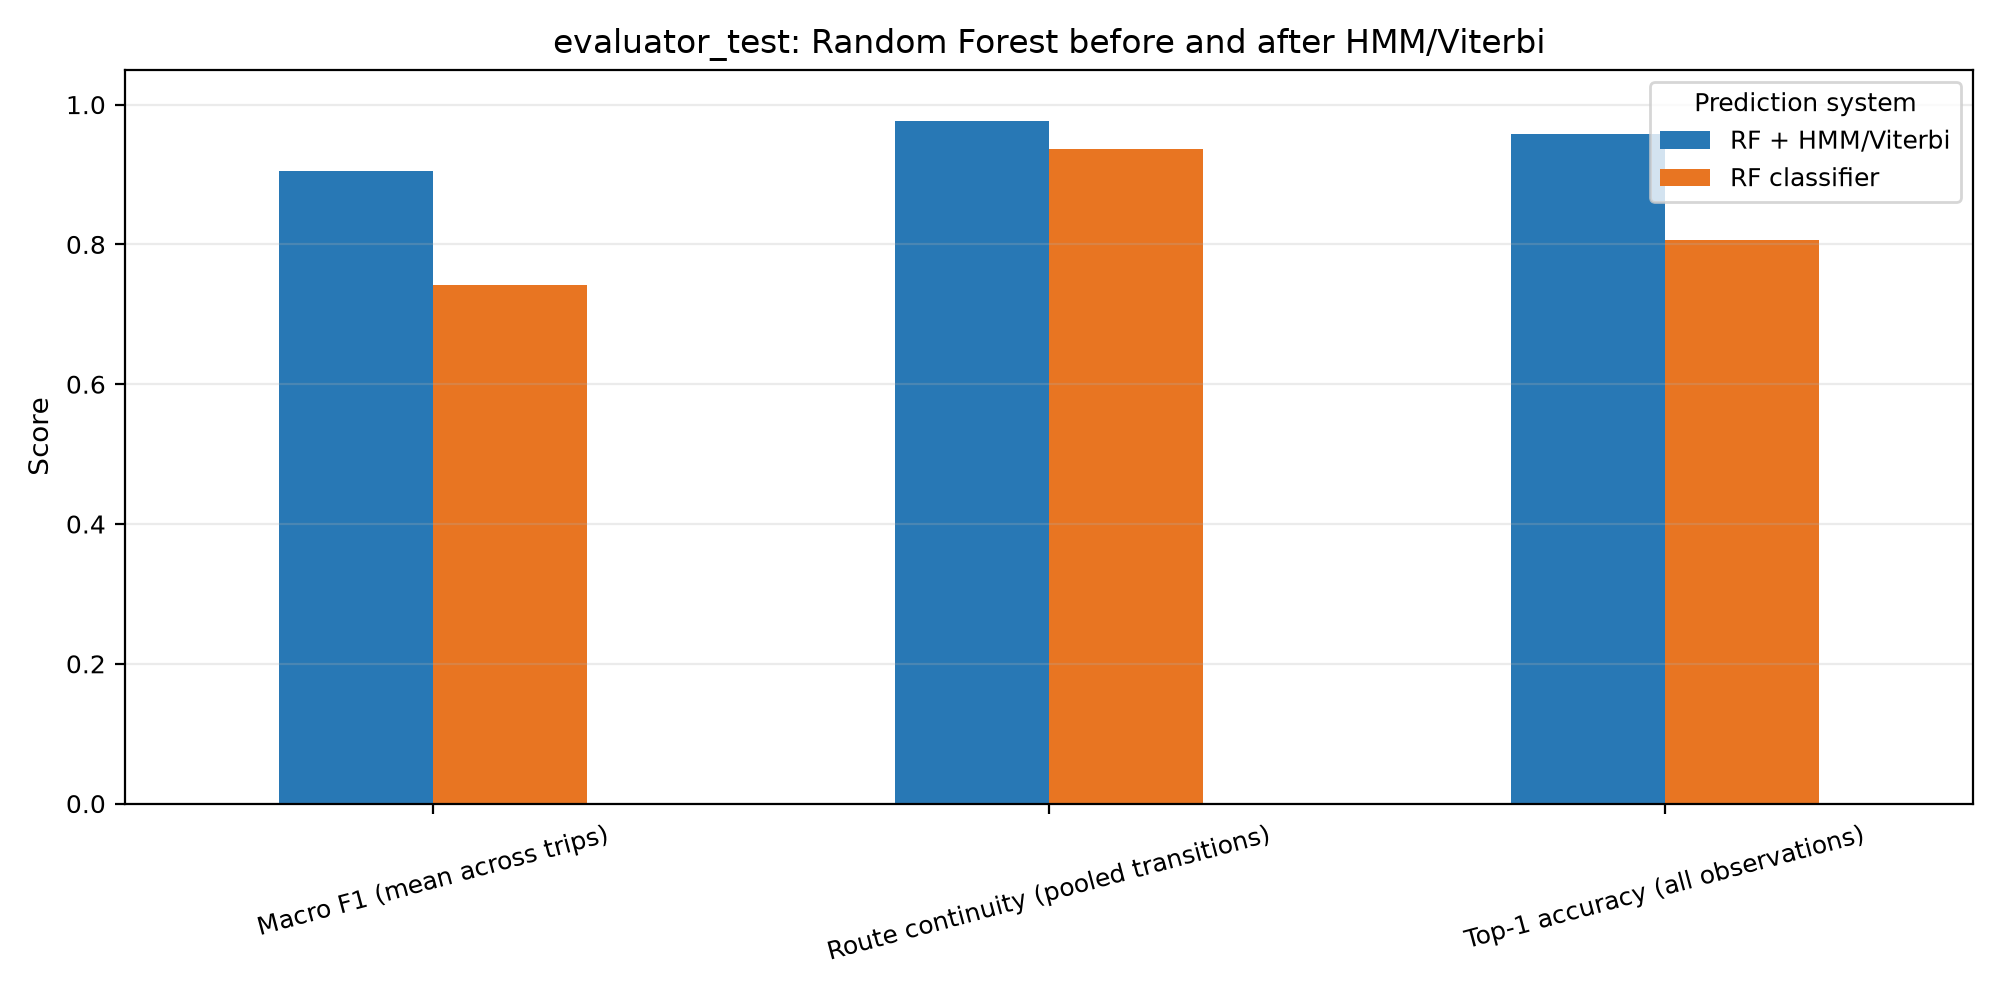 evaluator_test: Random Forest before and after HMM/Viterbi
Prediction system
RF + HMM/Viterbi
RF classifier
Score
1.0
0.8
0.6
0.4
0.2
0.0
Macro F1 (mean across trips)
Route continuity (pooled transitions)
Top-1 accuracy (all observations)